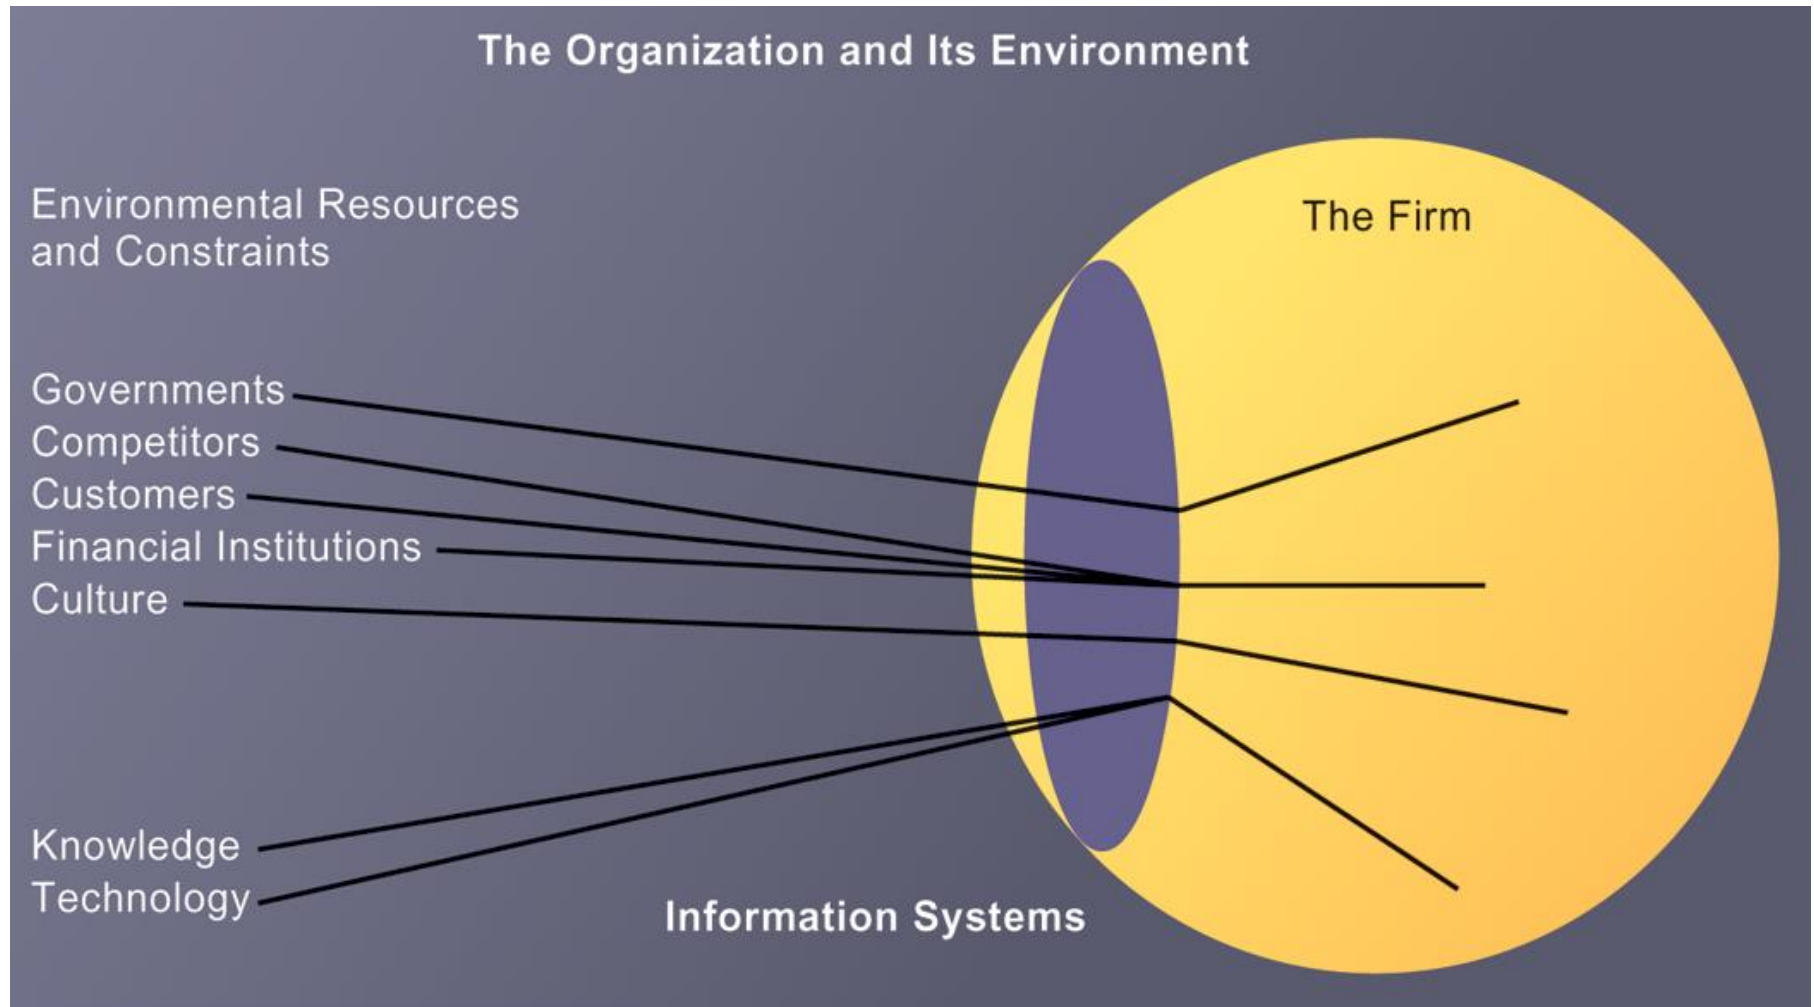 The Organization and Its Environment
Environmental Resources
and Constraints
The Firm
Governments
Competitors
Customers
Financial Institutions
Culture
Knowledge
Technology
Information Systems